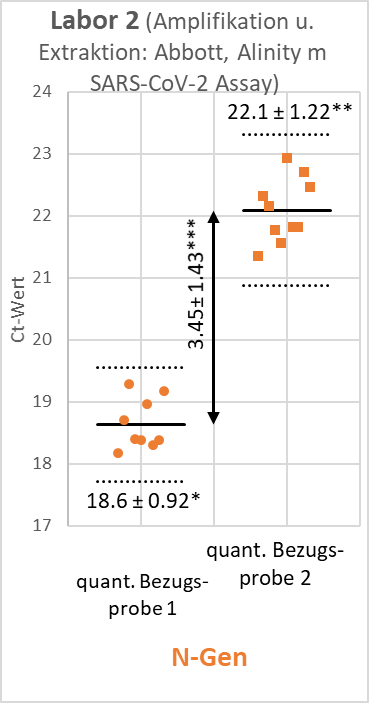 Labor 2 (Amplifikation u.
Extraktion: Abbott, Alinity m
SARS-CoV-2 Assay)
24
23
22
21
20
19
18
17
Ct-Wert
22.1 ± 1.22**
3.45± 1.43***
18.6 ± 0.92*
quant. Bezugs-
probe 1
quant. Bezugs-
probe 2
N-Gen